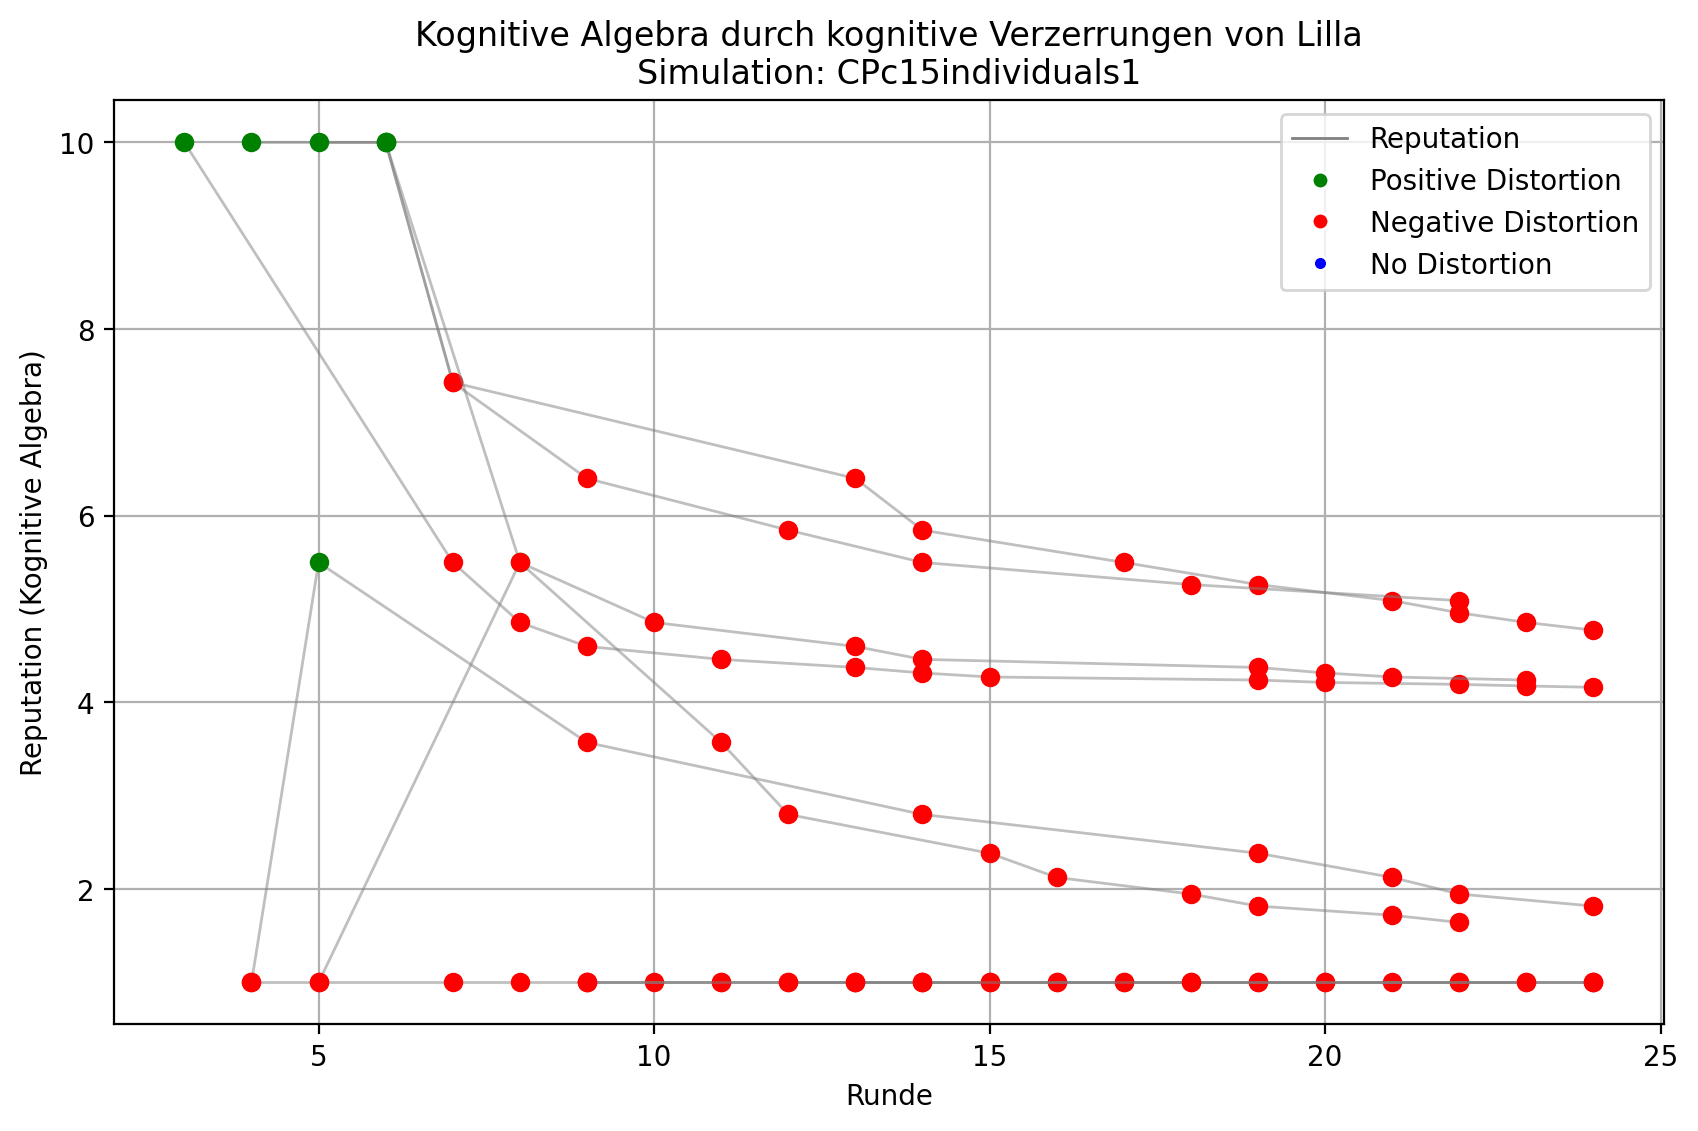 Kognitive Algebra durch kognitive Verzerrungen von Lilla
Simulation: CPc15individuals1
Reputation
Positive Distortion
Negative Distortion
No Distortion
Reputation (Kognitive Algebra)
10
8
6
4
2
5
10
15
20
25
Runde